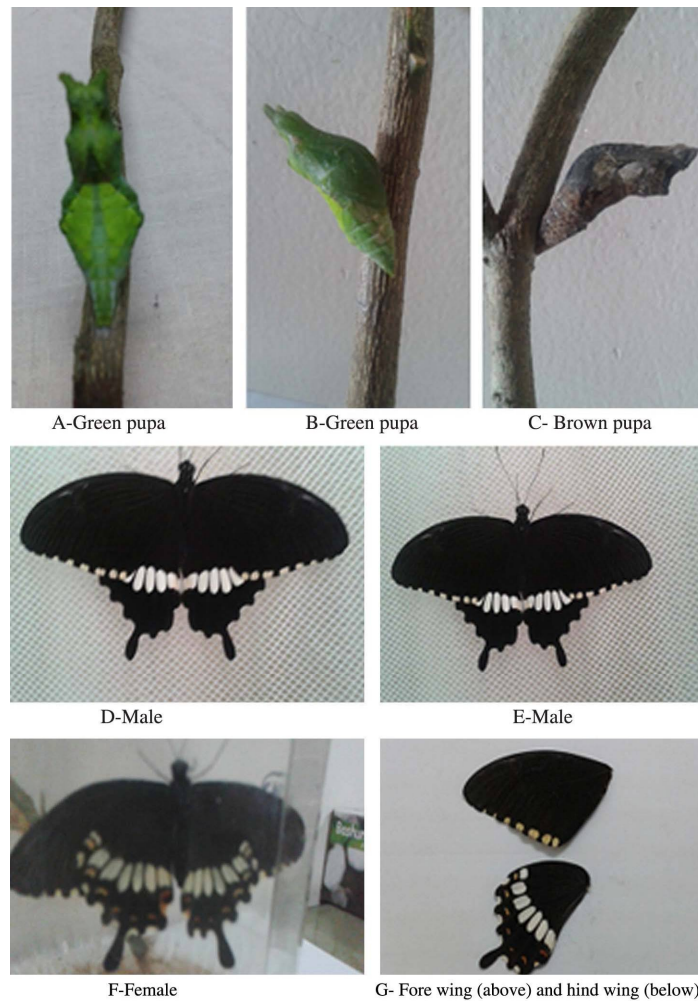 A-Green pupa
B-Green pupa
C- Brown pupa
D-Male
E-Male
F-Female
G- Fore wing (above) and hind wing (below)